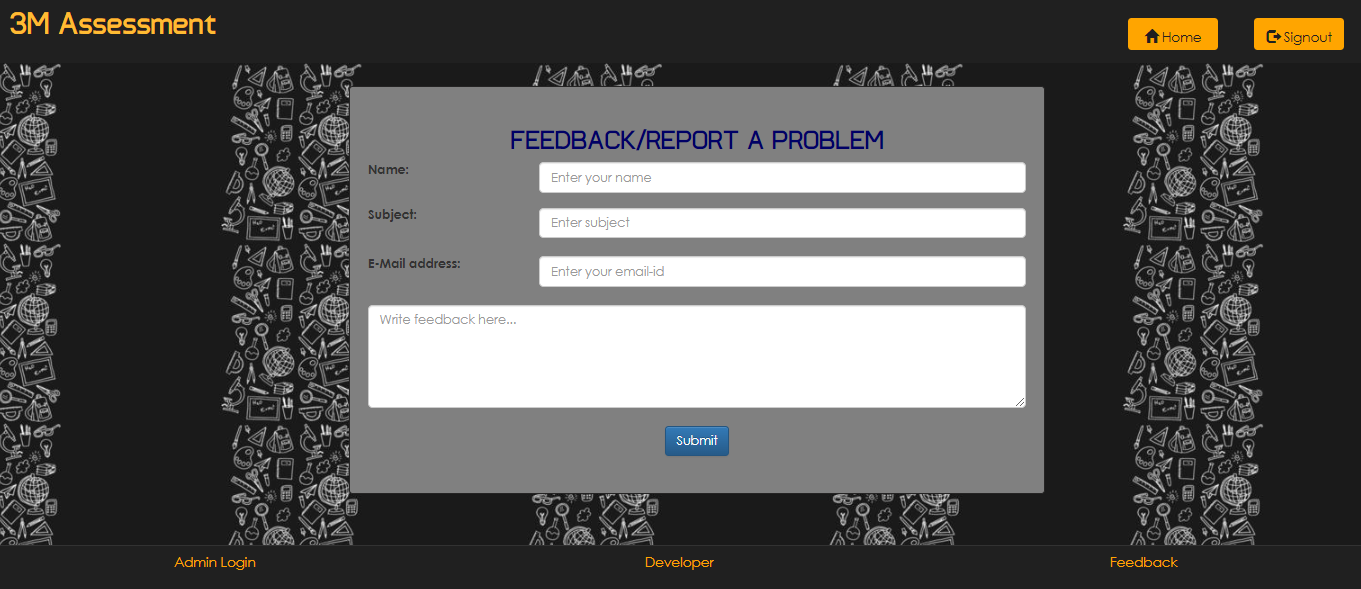 3M Assessment
Home
Signout
FEEDBACK/REPORT A PROBLEM
Name:
Enter your name
Subject:
Enter subject
E-Mail address:
Enter your email-id
Write feedback here...
Submit
Admin Login
Developer
Feedback